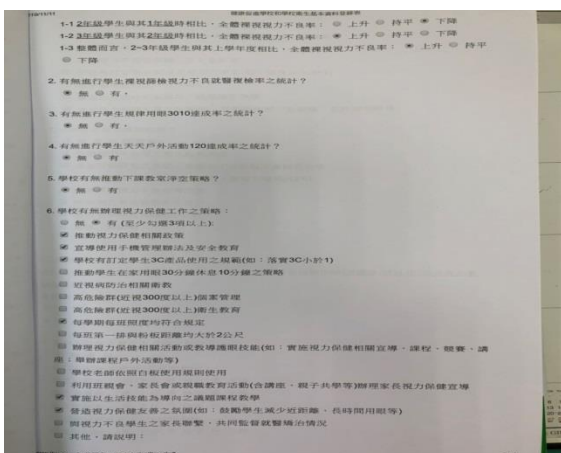 1-1 2年級學生與其1年級時相比，全體裸視視力不良率： 上升 持平 下降
1-2 3年級學生與其2年級時相比，全體裸視視力不良率： 上升 持平 下降
1-3 整體而言，2~3年級學生與其上學年度相比，全體裸視視力不良率： 上升 持平
下降
2. 有無進行學生裸視篩檢視力不良就醫複檢率之統計？
無 有，
3. 有無進行學生規律用眼3010達成率之統計？
無 有，
4. 有無進行學生天天戶外活動120達成率之統計？
無 有
5. 學校有無推動下課教室淨空策略？
無 有
6. 學校有無辦理視力保健工作之策略：
無 有 (至少勾選3項以上):
推動視力保健相關政策
宣導使用手機管理辦法及安全教育
學校有訂定學生3C產品使用之規範(如：落實3C小於1)
推動學生在家用眼30分鐘休息10分鐘之策略
近視病防治相關衛教
高危險群(近視300度以上)個案管理
高危險群(近視300度以上)衛生教育
每學期每班照度均符合規定
每班第一排與粉板距離均大於2公尺
辦理視力保健相關活動或教導護眼技能(如：實施視力保健相關宣導、課程、競賽、講
座；舉辦課程戶外活動等)
學校老師依照白板使用規則使用
利用班親會、家長會或親職教育活動(含講座、親子共學等)辦理家長視力保健宣導
實施以生活技能為導向之議題課程教學
營造視力保健友善之氛圍(如：鼓勵學生減少近距離、長時間用眼等)
與視力不良學生之家長聯繫，共同監督就醫矯治情況
其他，請說明：